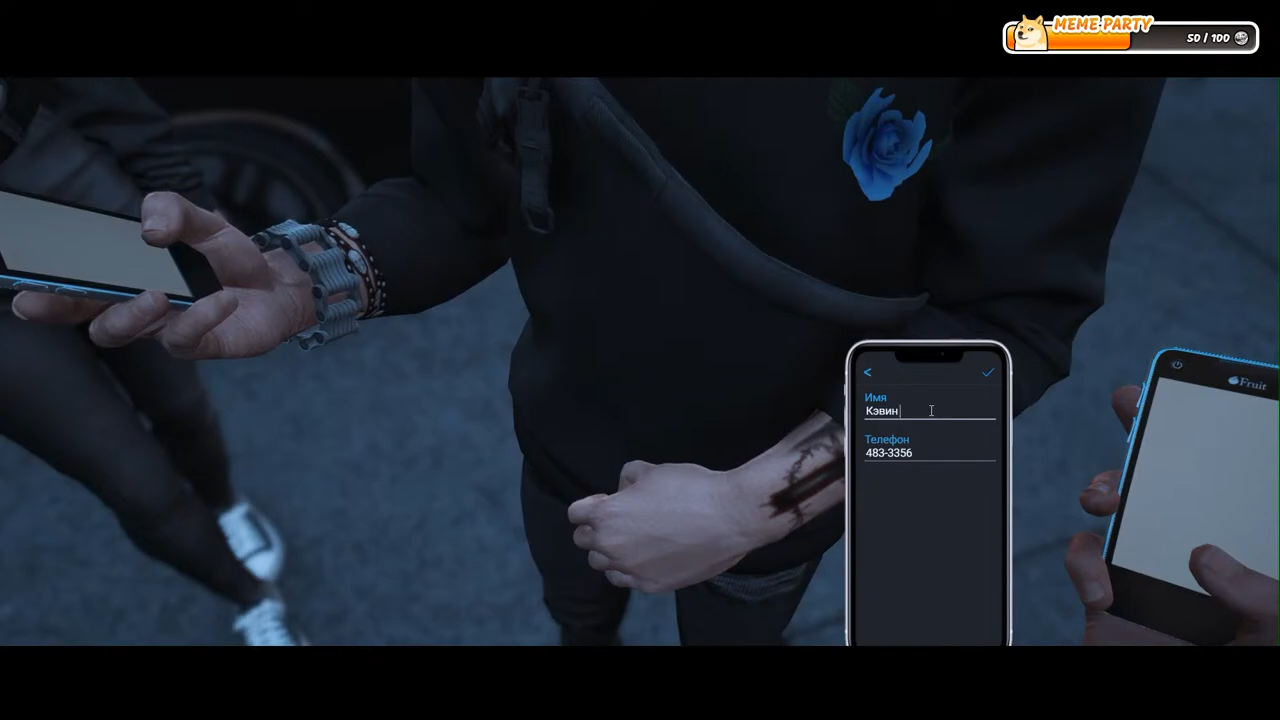 MEME PARTY
50 / 100
Имя
Кэвин
Телефон
483-3356
Fruit